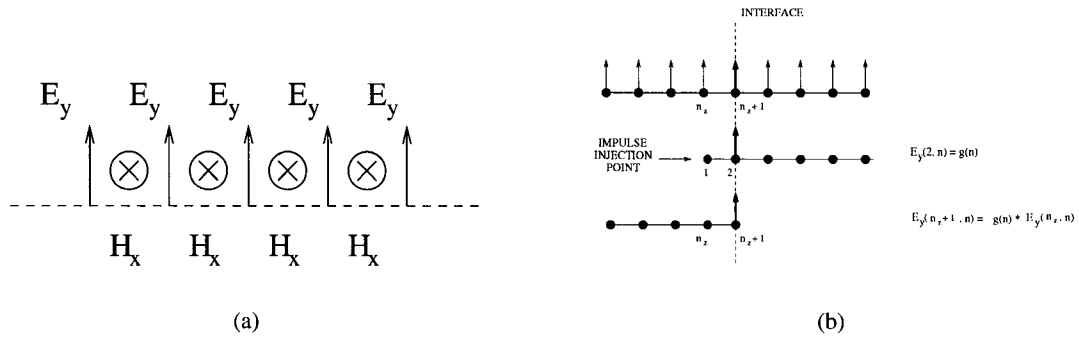 E_y E_y E_y E_y E_y
H_x H_x H_x H_x
(a)
INTERFACE
n_z n_z+1
IMPULSE
INJECTION
POINT
1 2
E_y(2, n) = g(n)
n_z n_z+1
E_y(n_z+1, n) = g(n) * E_y(n_z, n)
(b)